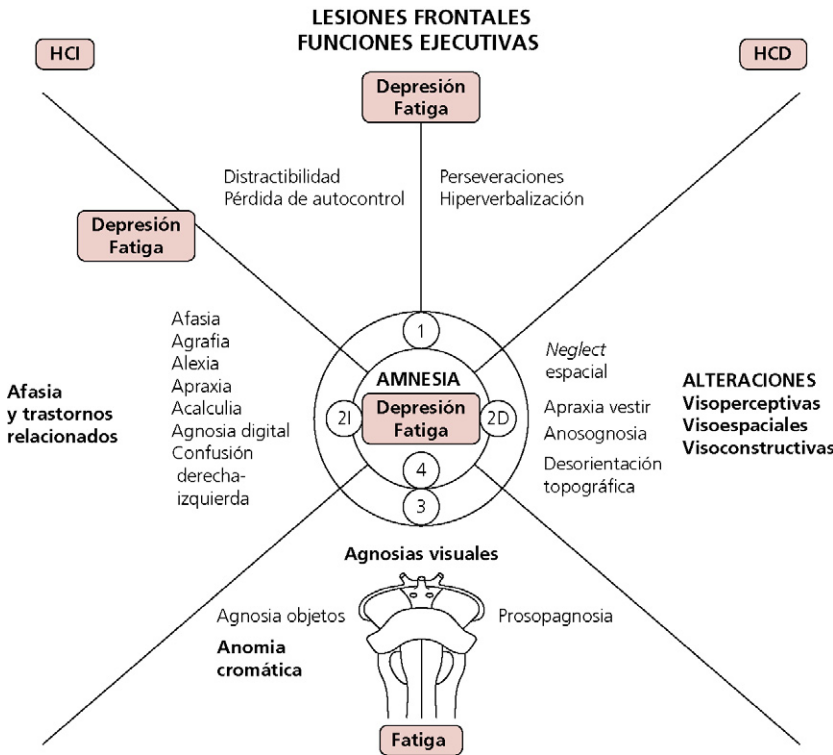 LESIONES FRONTALES
FUNCIONES EJECUTIVAS
HCI
HCD
Depresión
Fatiga
Distractibilidad
Pérdida de autocontrol
Perseveraciones
Hiperverbalización
Depresión
Fatiga
Afasia
y trastornos
relacionados
Afasia
Agrafia
Alexia
Apraxia
Acalculia
Agnosia digital
Confusión
derecha-
izquierda
1
AMNESIA
2I
Depresión
Fatiga
2D
4
3
Neglect
espacial
Apraxia vestir
Anosognosia
Desorientación
topográfica
ALTERACIONES
Visoperceptivas
Visoespaciales
Visoconstructivas
Agnosias visuales
Agnosia objetos
Prosopagnosia
Anomia
cromática
Fatiga